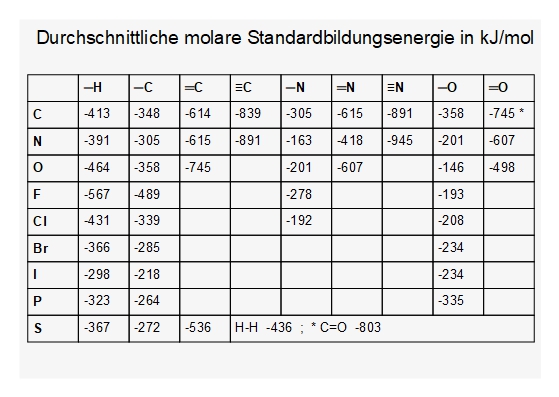 Durchschnittliche molare Standardbildungsenergie in kJ/mol
─H ─C ═C ≡C ─N ═N ≡N ─O ═O
C -413 -348 -614 -839 -305 -615 -891 -358 -745 *
N -391 -305 -615 -891 -163 -418 -945 -201 -607
O -464 -358 -745 -201 -607 -146 -498
F -567 -489 -278 -193
Cl -431 -339 -192 -208
Br -366 -285 -234
I -298 -218 -234
P -323 -264 -335
S -367 -272 -536 H-H -436 ; * C=O -803